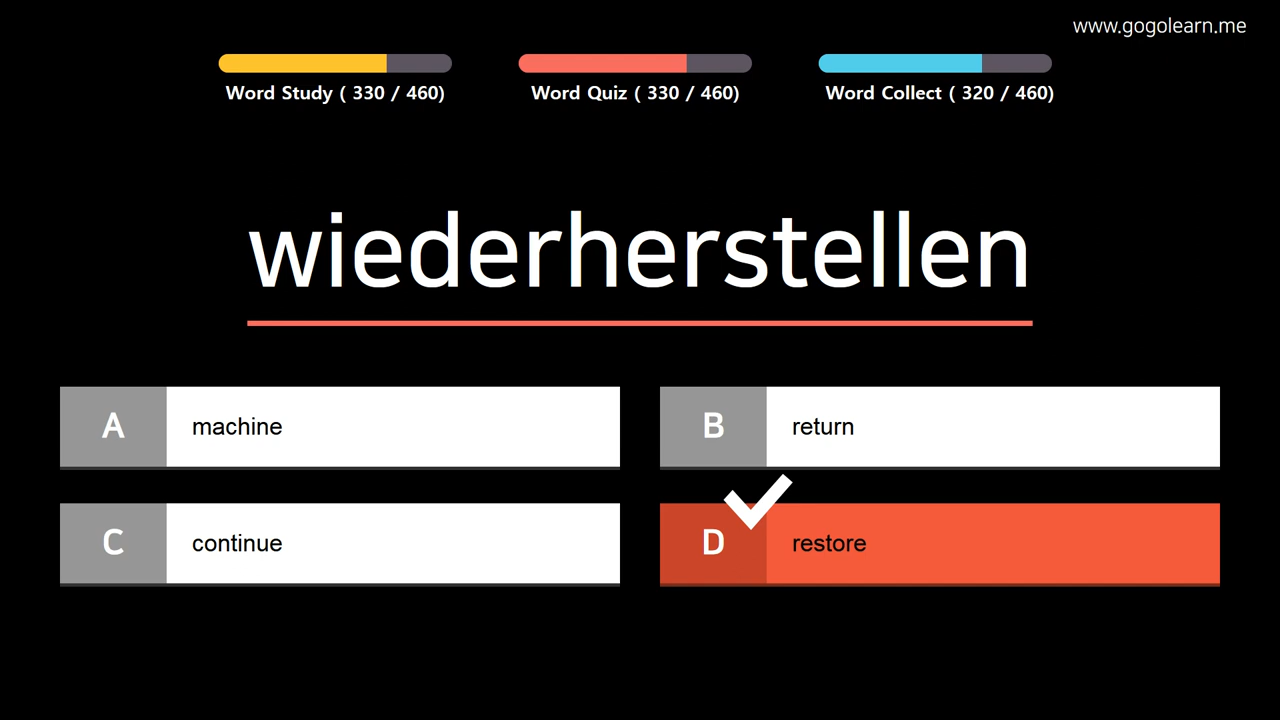 www.gogolearn.me
Word Study ( 330 / 460)
Word Quiz ( 330 / 460)
Word Collect ( 320 / 460)
wiederherstellen
A machine
B return
C continue
D restore